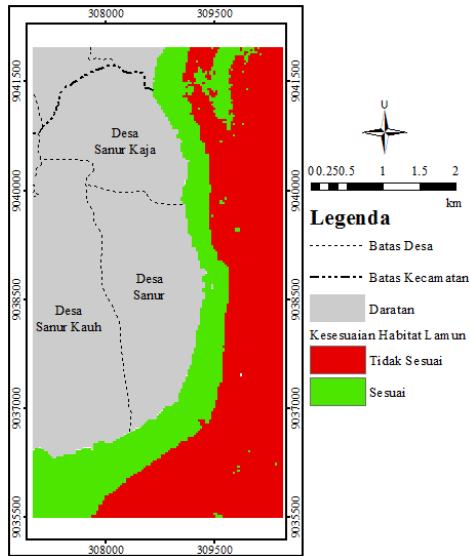 308000 309500
9041500
9041500
Desa
Sanur Kaja
9040000
9040000
Desa
Sanur
Desa
Sanur Kauh
9038500
9038500
9037000
9037000
9035500
9035500
308000 309500
U
0 0.250.5 1 1.5 2
km
Legenda
Batas Desa
Batas Kecamatan
Daratan
Kesesuaian Habitat Lamun
Tidak Sesuai
Sesuai